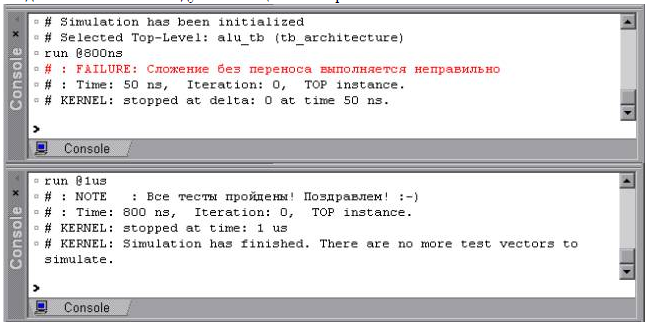 # Simulation has been initialized
# Selected Top-Level: alu_tb (tb_architecture)
run @800ns
# : FAILURE: Сложение без переноса выполняется неправильно
# : Time: 50 ns,  Iteration: 0,  TOP instance.
# KERNEL: stopped at delta: 0 at time 50 ns.
>
Console
Console
run @1us
# : NOTE   : Все тесты пройдены! Поздравлем! :-)
# : Time: 800 ns,  Iteration: 0,  TOP instance.
# KERNEL: stopped at time: 1 us
# KERNEL: Simulation has finished. There are no more test vectors to
simulate.
>
Console
Console